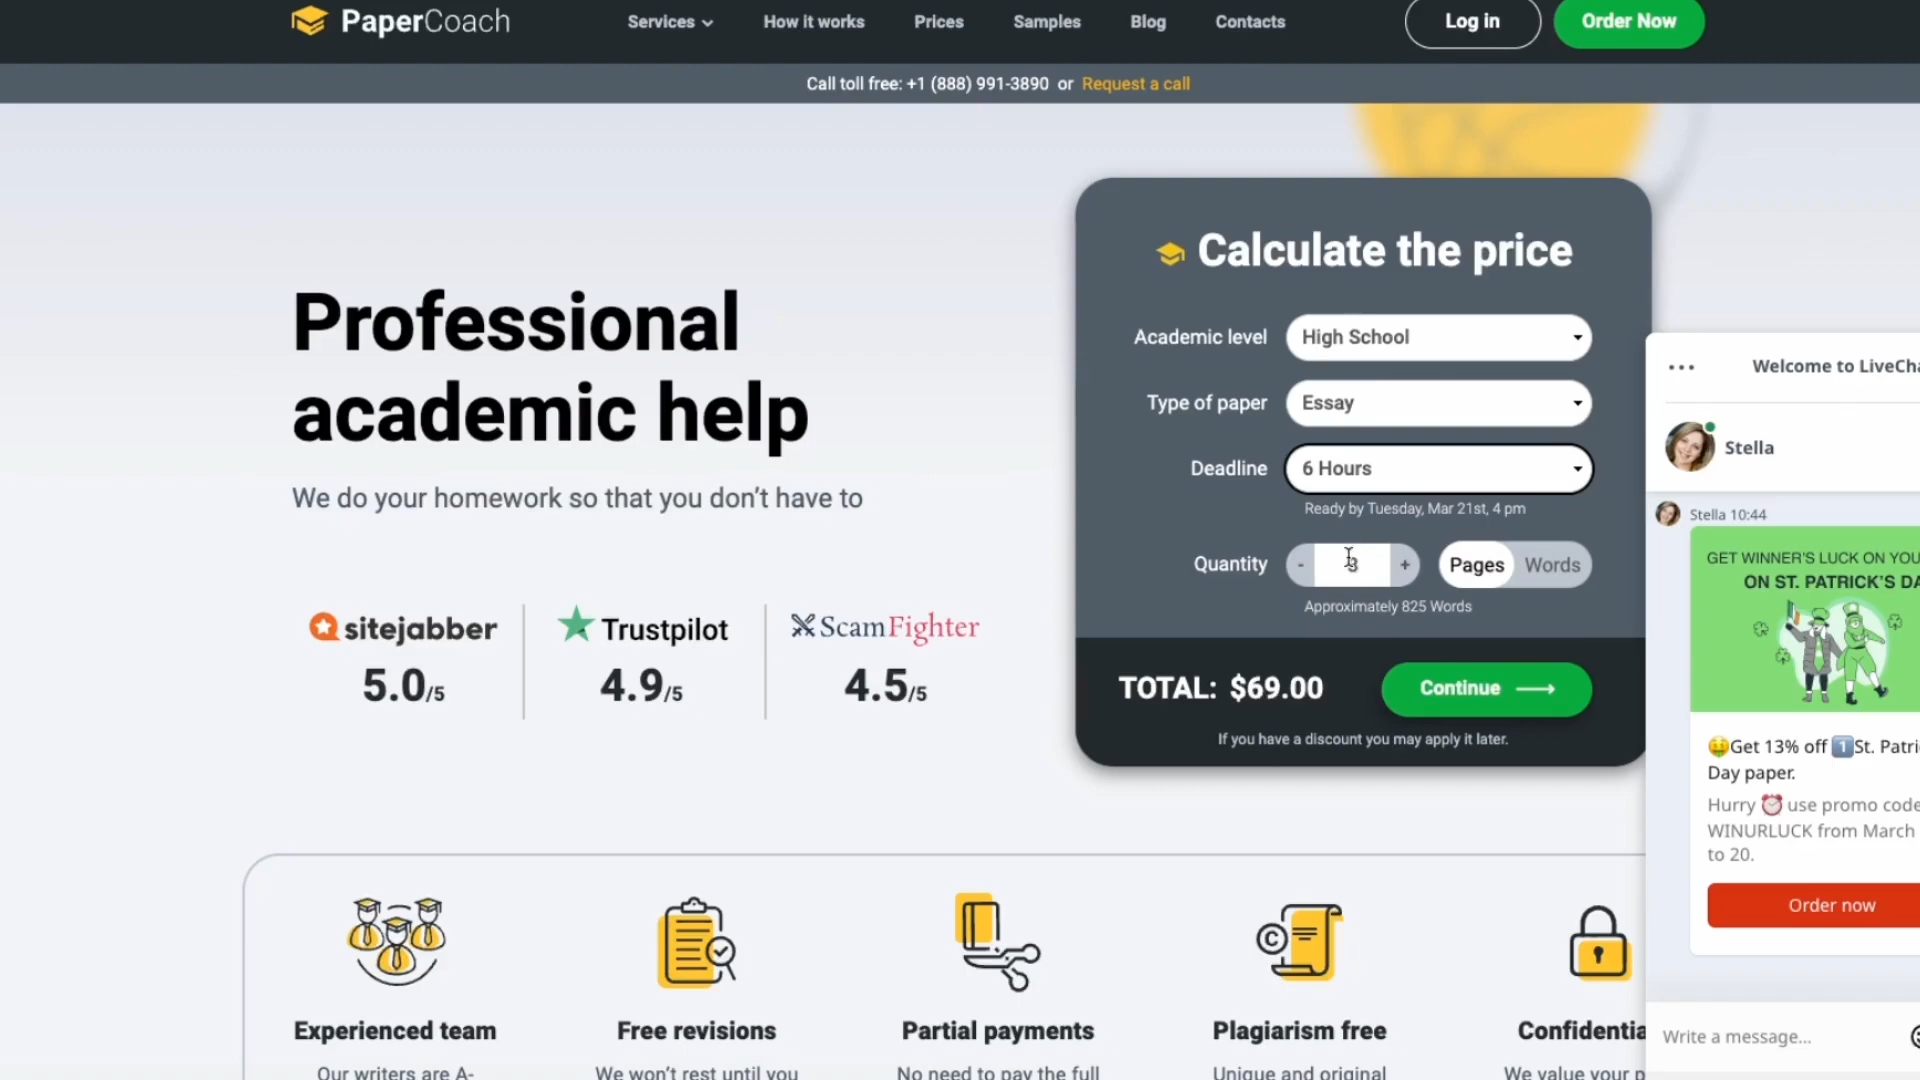 PaperCoach
Services
How it works
Prices
Samples
Blog
Contacts
Log in
Order Now
Call toll free: +1 (888) 991-3890 or Request a call
Professional
academic help
We do your homework so that you don't have to
sitejabber
5.0/5
Trustpilot
4.9/5
ScamFighter
4.5/5
Calculate the price
Academic level
High School
Type of paper
Essay
Deadline
6 Hours
Ready by Tuesday, Mar 21st, 4 pm
Quantity
-
3
+
Pages
Words
Approximately 825 Words
TOTAL: $69.00
Continue
If you have a discount you may apply it later.
Welcome to LiveCha
Stella
Stella 10:44
GET WINNER'S LUCK ON YOU
ON ST. PATRICK'S DA
Get 13% off 1 St. Patri
Day paper.
Hurry use promo code
WINURLUCK from March
to 20.
Order now
Write a message...
Experienced team
Our writers are A-
Free revisions
We won't rest until you
Partial payments
No need to pay the full
Plagiarism free
Unique and original
Confidentia
We value your p